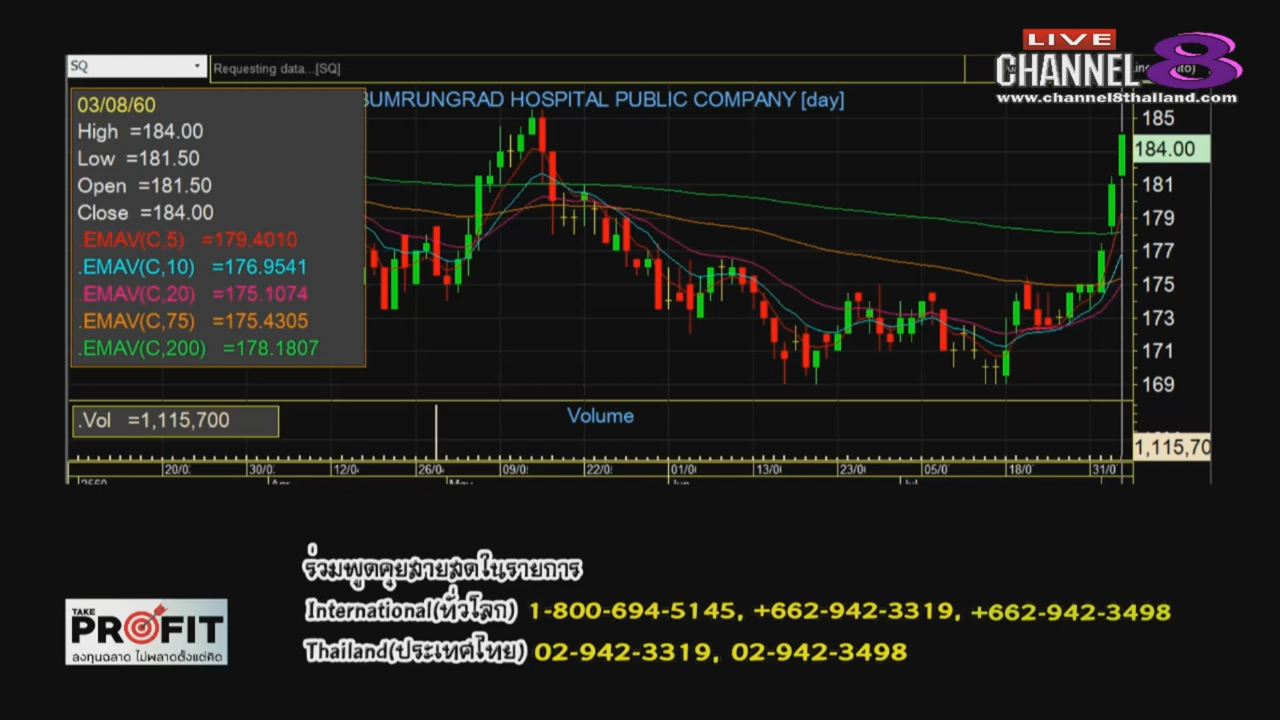 LIVE
CHANNEL 8
www.channel8thailand.com
SQ
Requesting data...[SQ]
BUMRUNGRAD HOSPITAL PUBLIC COMPANY [day]
03/08/60
High =184.00
Low =181.50
Open =181.50
Close =184.00
.EMAV(C,5) =179.4010
.EMAV(C,10) =176.9541
.EMAV(C,20) =175.1074
.EMAV(C,75) =175.4305
.EMAV(C,200) =178.1807
185
184.00
181
179
177
175
173
171
169
.Vol =1,115,700
Volume
1,115,70
20/0 30/0 12/0 26/0 09/0 22/0 01/0 13/0 23/0 05/0 18/0 31/0
2560 Apr May Jun Jul
ร่วมพูดคุยสายสดในรายการ
International(ทั่วโลก) 1-800-694-5145, +662-942-3319, +662-942-3498
Thailand(ประเทศไทย) 02-942-3319, 02-942-3498
TAKE
PROFIT
ลงทุนฉลาด ไม่พลาดตั้งแต่คิด